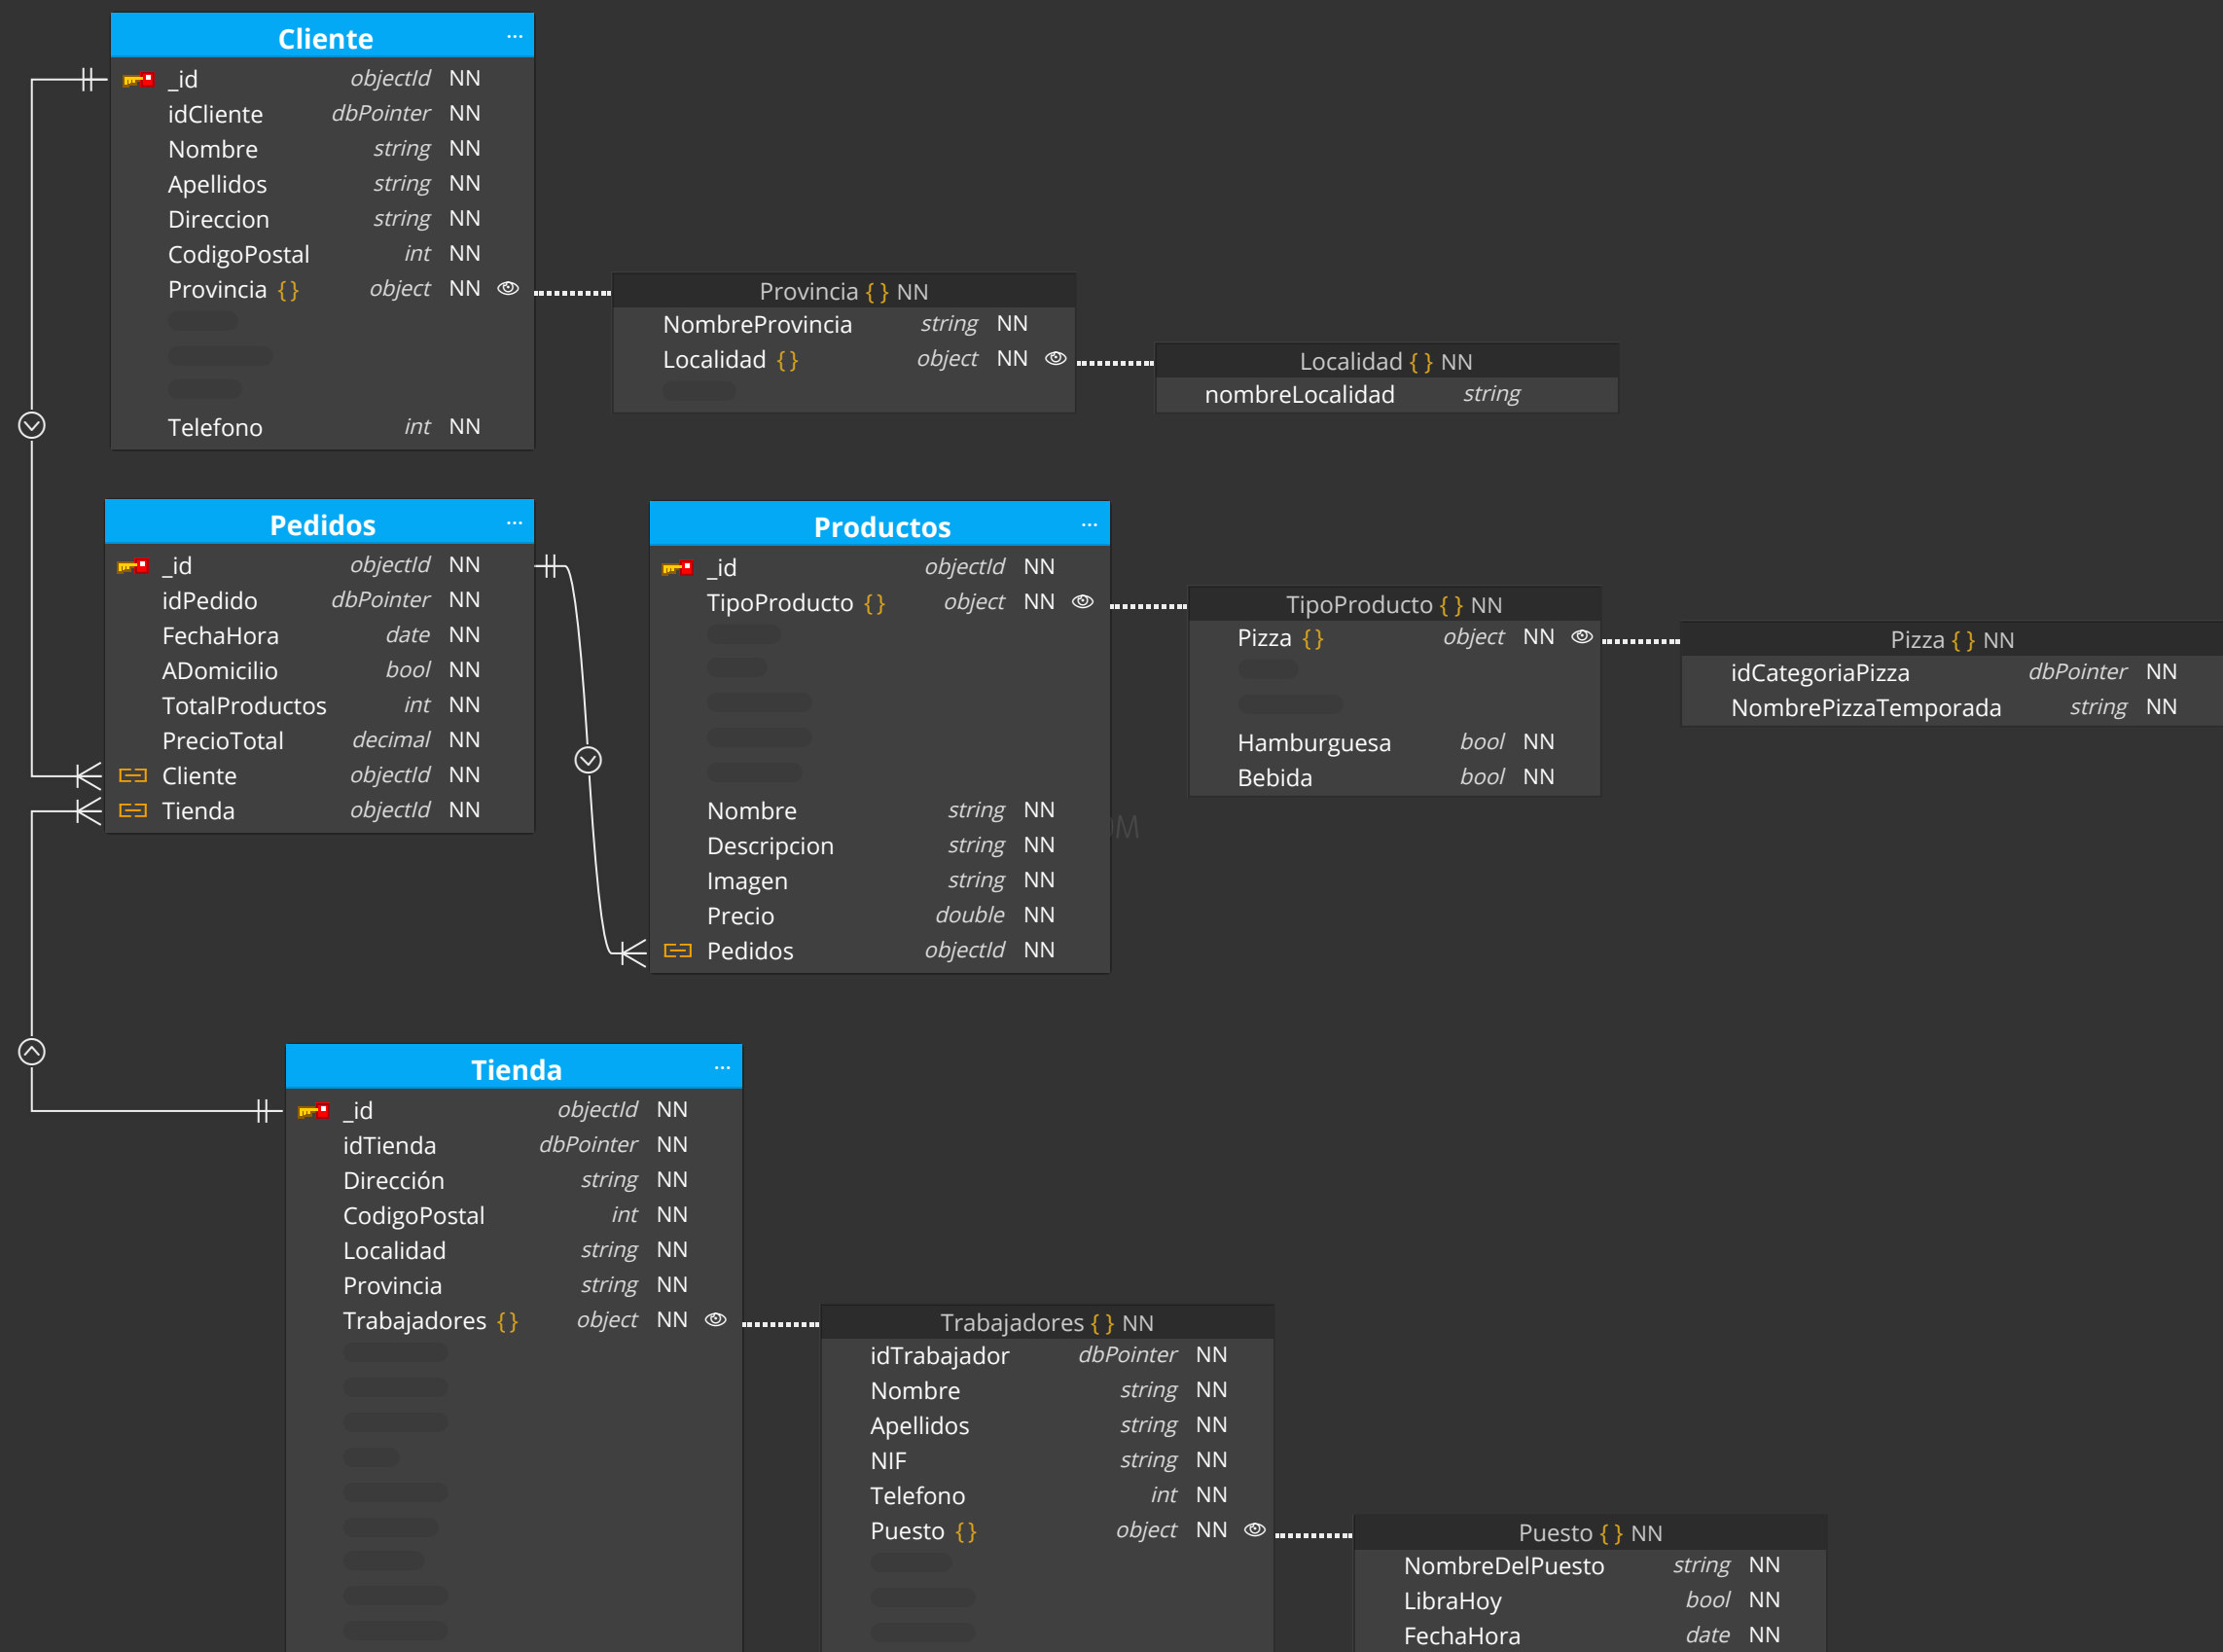 Cliente ...
_id objectId NN
idCliente dbPointer NN
Nombre string NN
Apellidos string NN
Direccion string NN
CodigoPostal int NN
Provincia {} object NN
Telefono int NN
Provincia {} NN
NombreProvincia string NN
Localidad {} object NN
Localidad {} NN
nombreLocalidad string
Pedidos ...
_id objectId NN
idPedido dbPointer NN
FechaHora date NN
ADomicilio bool NN
TotalProductos int NN
PrecioTotal decimal NN
Cliente objectId NN
Tienda objectId NN
Productos ...
_id objectId NN
TipoProducto {} object NN
Nombre string NN
Descripcion string NN
Imagen string NN
Precio double NN
Pedidos objectId NN
TipoProducto {} NN
Pizza {} object NN
Hamburguesa bool NN
Bebida bool NN
Pizza {} NN
idCategoriaPizza dbPointer NN
NombrePizzaTemporada string NN
Tienda ...
_id objectId NN
idTienda dbPointer NN
Dirección string NN
CodigoPostal int NN
Localidad string NN
Provincia string NN
Trabajadores {} object NN
Trabajadores {} NN
idTrabajador dbPointer NN
Nombre string NN
Apellidos string NN
NIF string NN
Telefono int NN
Puesto {} object NN
Puesto {} NN
NombreDelPuesto string NN
LibraHoy bool NN
FechaHora date NN